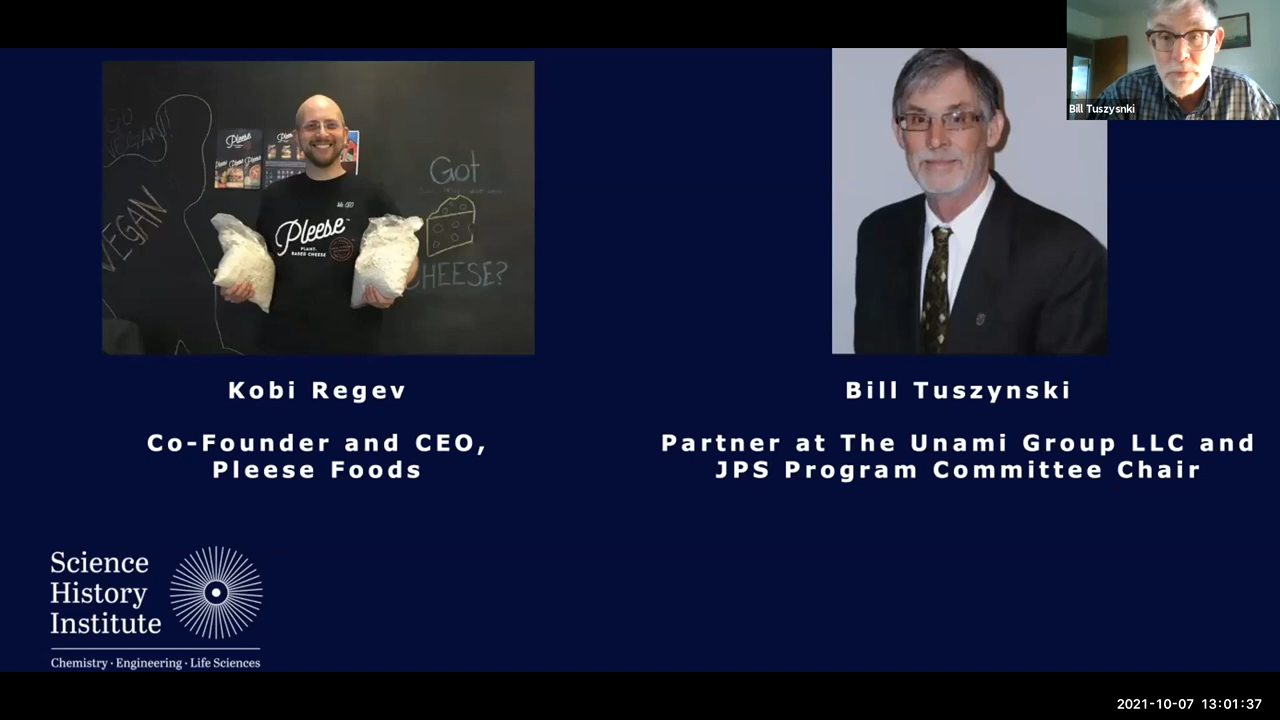 Bill Tuszysnki
GO
VEGAN!
VEGAN
Pleese
Pleese
PLANT-
BASED CHEESE
Got
CHEESE?
Kobi Regev
Co-Founder and CEO,
Pleese Foods
Bill Tuszynski
Partner at The Unami Group LLC and
JPS Program Committee Chair
Science
History
Institute
Chemistry · Engineering · Life Sciences
2021-10-07 13:01:37